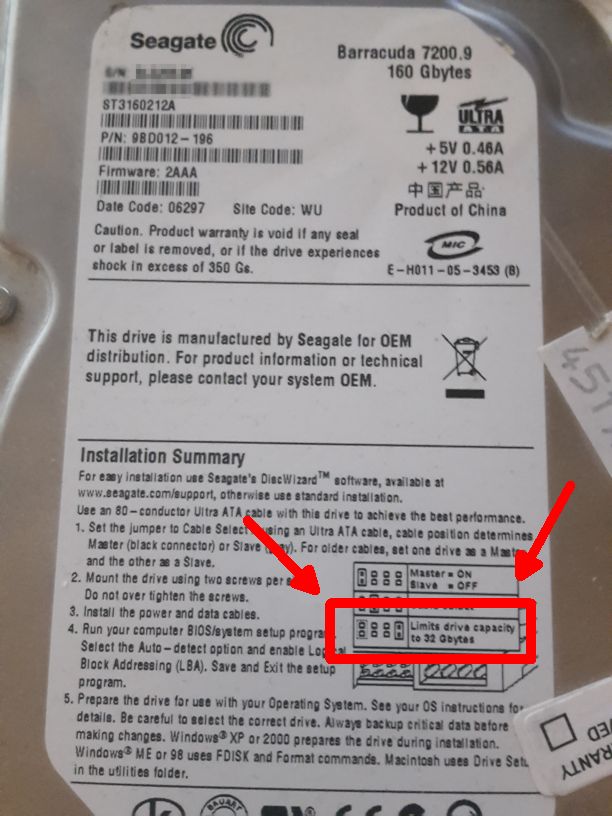 Seagate
Barracuda 7200.9
160 Gbytes
S/N:
ST3160212A
P/N: 9BD012-196
Firmware: 2AAA
Date Code: 06297 Site Code: WU
ULTRA
ATA
+5V 0.46A
+12V 0.56A
中国产品
Product of China
Caution. Product warranty is void if any seal
or label is removed, or if the drive experiences
shock in excess of 350 Gs.
MIC
E-H011-05-3453 (B)
This drive is manufactured by Seagate for OEM
distribution. For product information or technical
support, please contact your system OEM.
Installation Summary
For easy installation use Seagate's DiscWizard™ software, available at
www.seagate.com/support, otherwise use standard installation.
Use an 80-conductor Ultra ATA cable with this drive to achieve the best performance.
1. Set the jumper to Cable Select using an Ultra ATA cable, cable position determines
Master (black connector) or Slave. For older cables, set one drive as a
and the other as a Slave.
2. Mount the drive using two screws per
Do not over tighten the screws.
3. Install the power and data cables.
4. Run your computer BIOS/system setup
Select the Auto-detect option and enable
Block Addressing (LBA). Save and Exit the setup
program.
Master = ON
Slave = OFF
Limits drive capacity
to 32 Gbytes
5. Prepare the drive for use with your Operating System. See your OS instructions for
details. Be careful to select the correct drive. Always backup critical data before
making changes. Windows® XP or 2000 prepares the drive during installation.
Windows® ME or 98 uses FDISK and Format commands. Macintosh uses Drive
in the utilities folder.